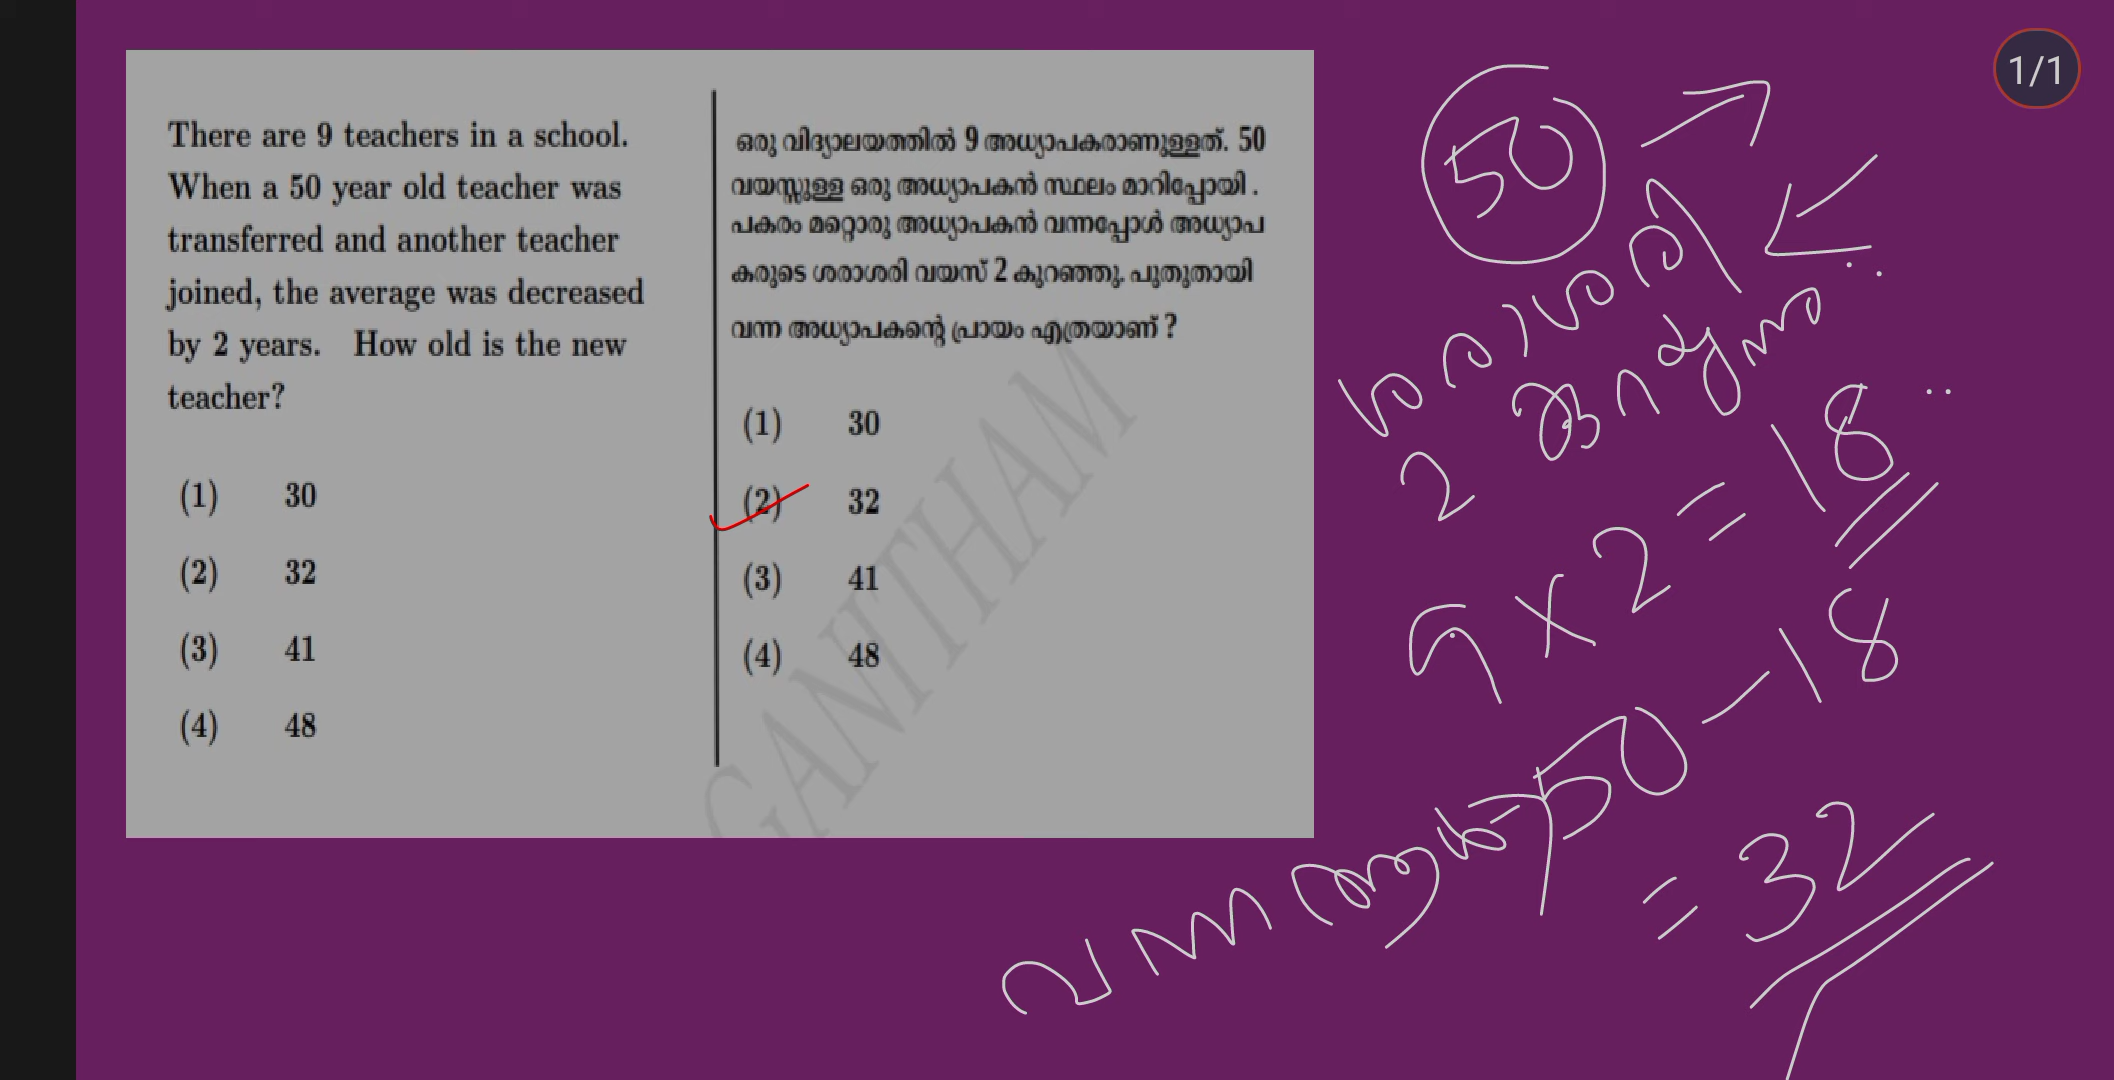 There are 9 teachers in a school.
When a 50 year old teacher was
transferred and another teacher
joined, the average was decreased
by 2 years. How old is the new
teacher?
(1) 30
(2) 32
(3) 41
(4) 48
ഒരു വിദ്യാലയത്തിൽ 9 അധ്യാപകരാണുള്ളത്. 50
വയസ്സുള്ള ഒരു അധ്യാപകൻ സ്ഥലം മാറിപ്പോയി .
പകരം മറ്റൊരു അധ്യാപകൻ വന്നപ്പോൾ അധ്യാപ
കരുടെ ശരാശരി വയസ് 2 കുറഞ്ഞു. പുതുതായി
വന്ന അധ്യാപകന്റെ പ്രായം എത്രയാണ് ?
(1) 30
(2) 32
(3) 41
(4) 48
GANITHAM
1/1
50
ശരാശരി
2
9 x 2 = 18
വന്ന
50 - 18
= 32